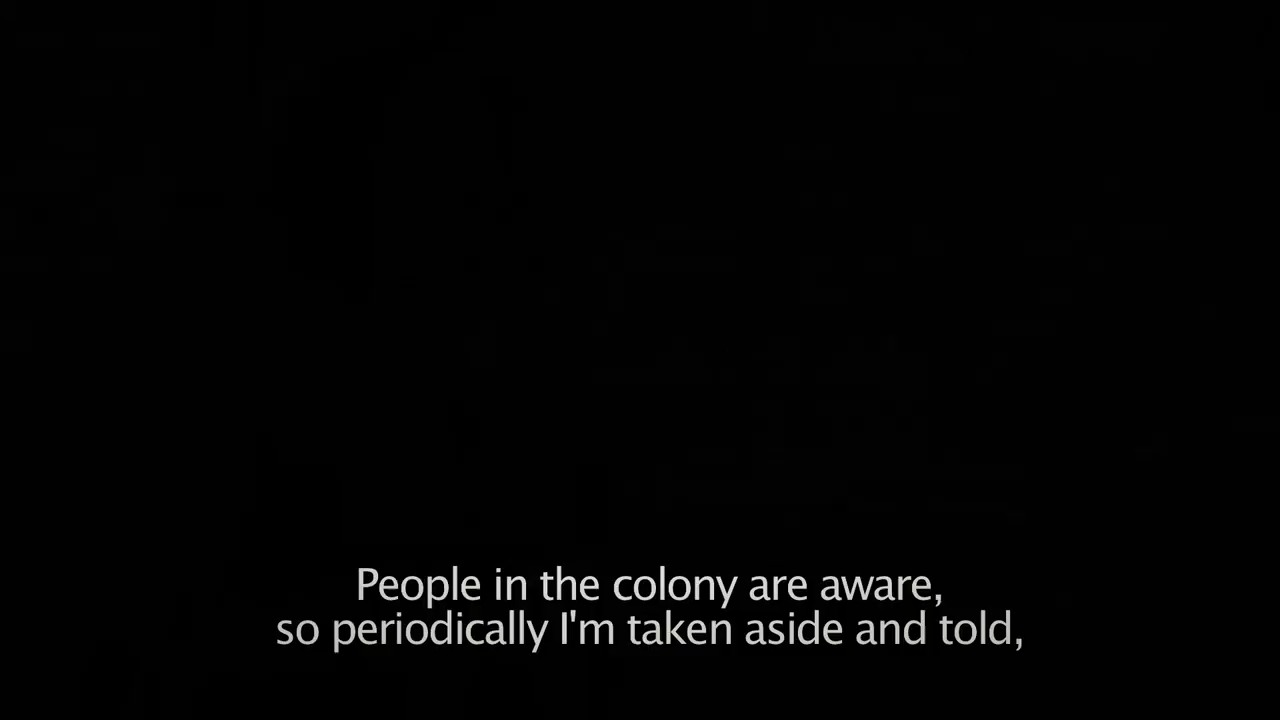 People in the colony are aware,
so periodically I'm taken aside and told,